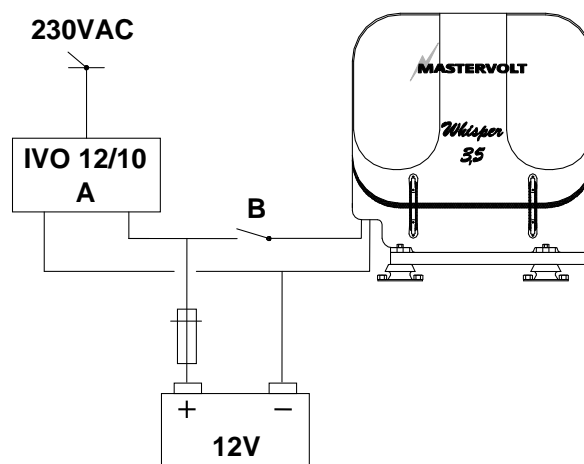 230VAC
IVO 12/10
A
B
MASTERVOLT
Whisper
3,5
+ −
12V